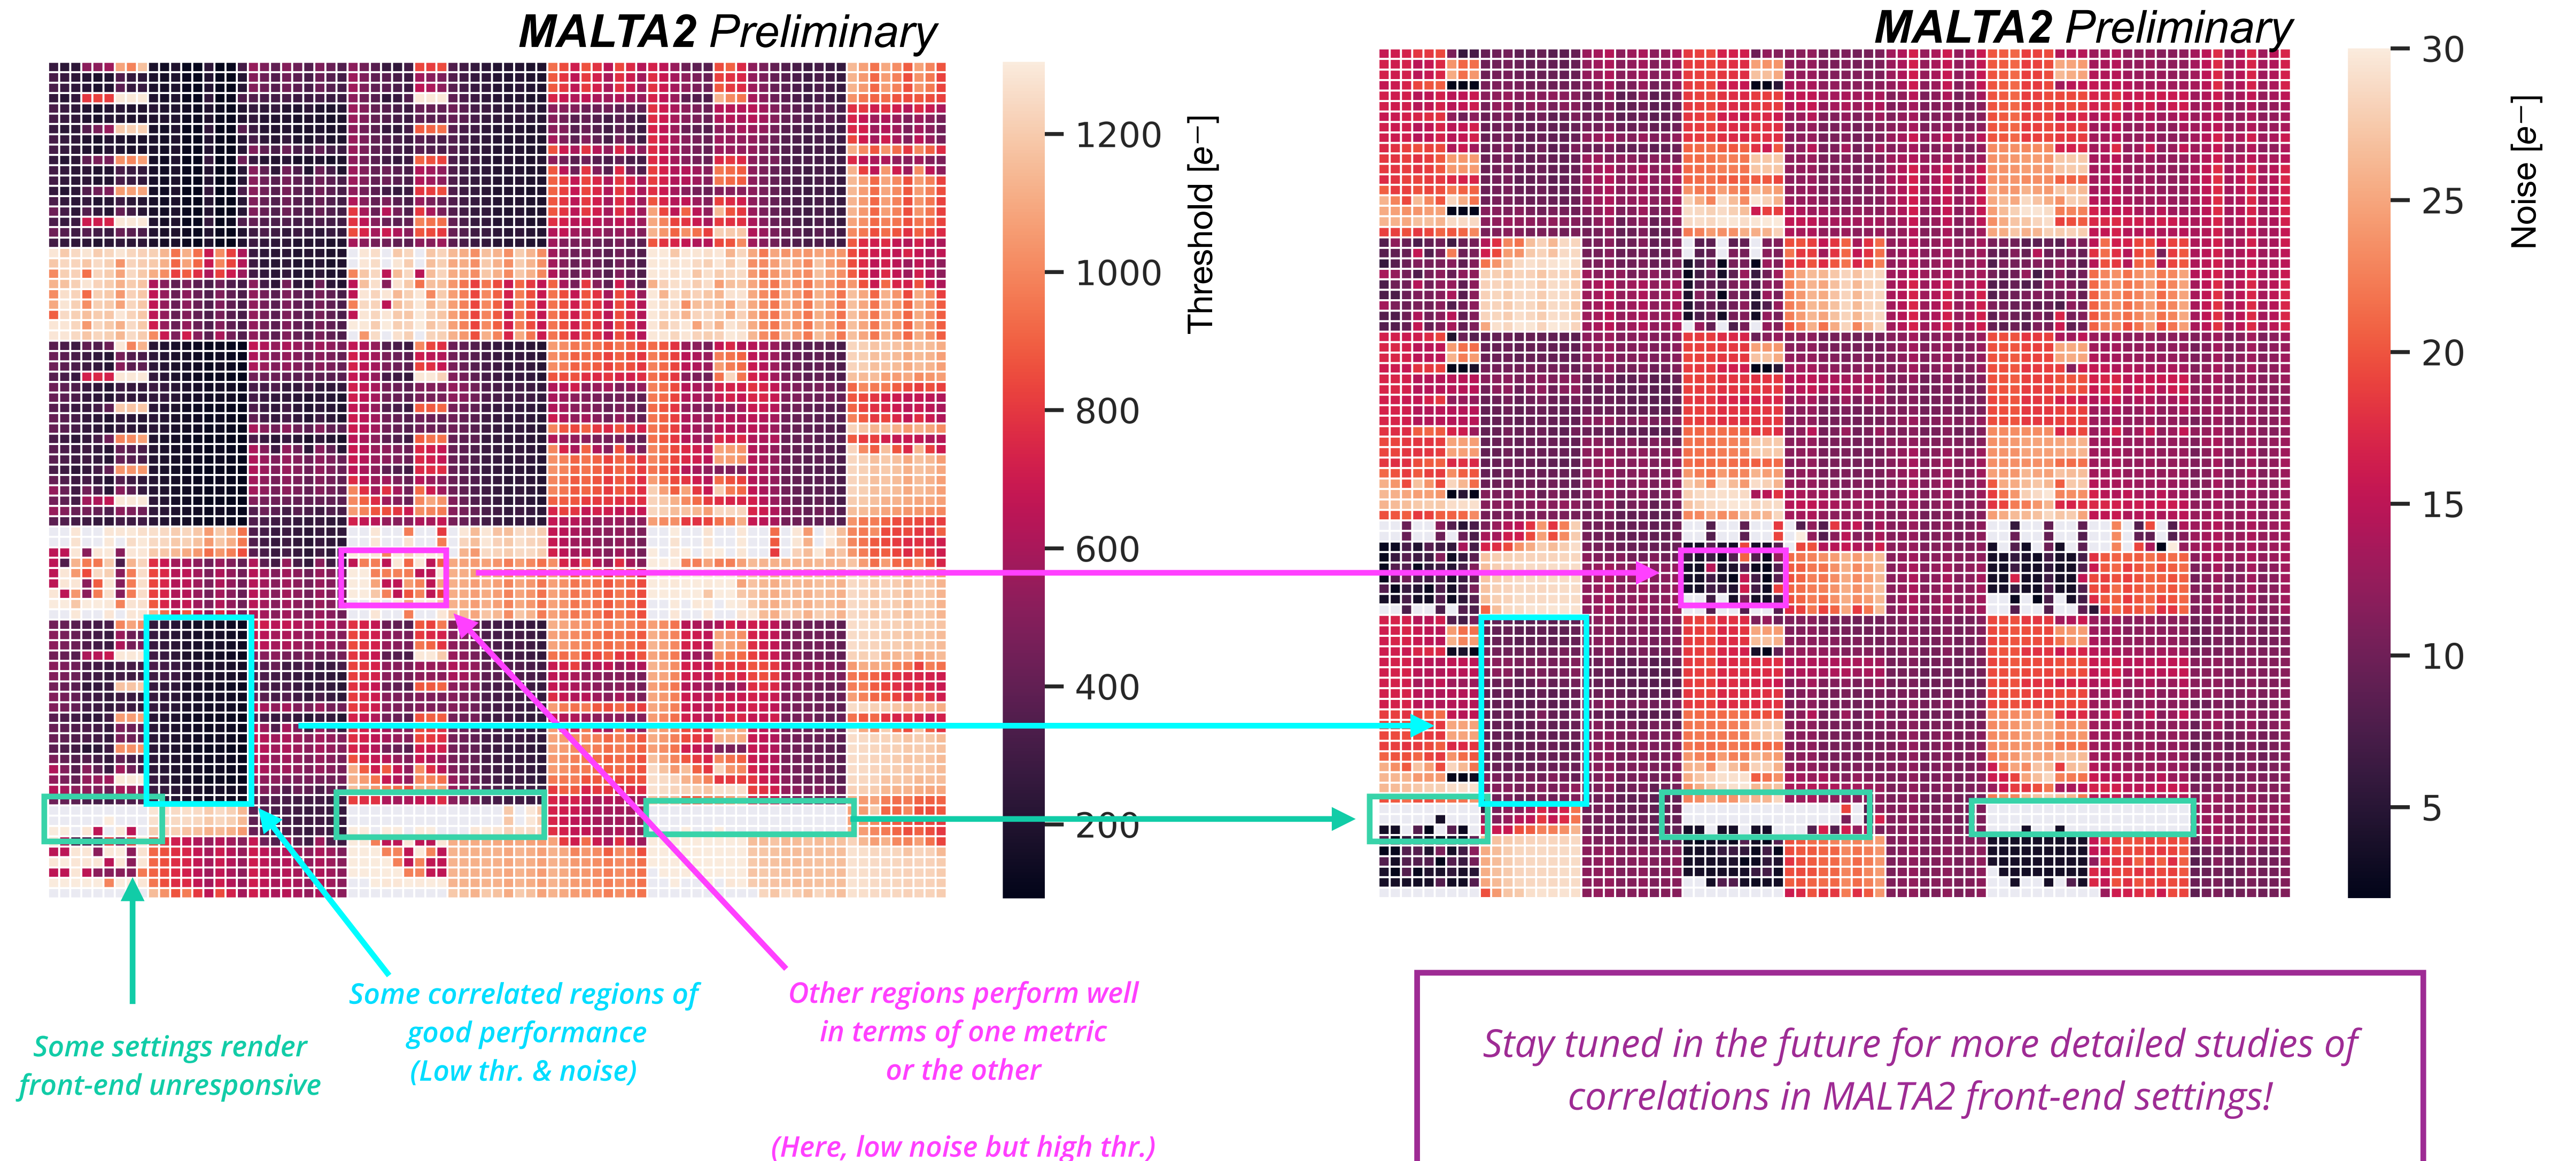 MALTA2 Preliminary
1200
1000
800
600
400
200
Threshold [e−]
MALTA2 Preliminary
30
25
20
15
10
5
Noise [e−]
Some settings render
front-end unresponsive
Some correlated regions of
good performance
(Low thr. & noise)
Other regions perform well
in terms of one metric
or the other
(Here, low noise but high thr.)
Stay tuned in the future for more detailed studies of
correlations in MALTA2 front-end settings!